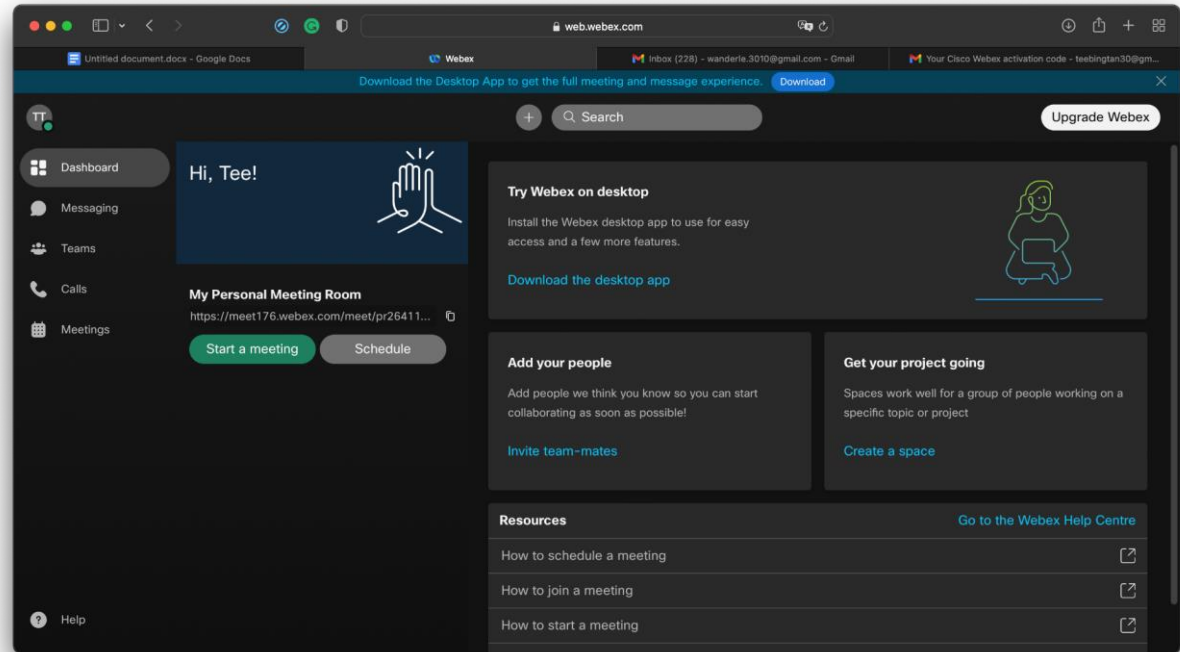 web.webex.com
Untitled document.docx - Google Docs
Webex
Inbox (228) - wanderle.3010@gmail.com - Gmail
Your Cisco Webex activation code - teebingtan30@gm...
Download the Desktop App to get the full meeting and message experience. Download
TT
Search
Upgrade Webex
Dashboard
Messaging
Teams
Calls
Meetings
Help
Hi, Tee!
My Personal Meeting Room
https://meet176.webex.com/meet/pr26411...
Start a meeting
Schedule
Try Webex on desktop
Install the Webex desktop app to use for easy
access and a few more features.
Download the desktop app
Add your people
Add people we think you know so you can start
collaborating as soon as possible!
Invite team-mates
Get your project going
Spaces work well for a group of people working on a
specific topic or project
Create a space
Resources
Go to the Webex Help Centre
How to schedule a meeting
How to join a meeting
How to start a meeting